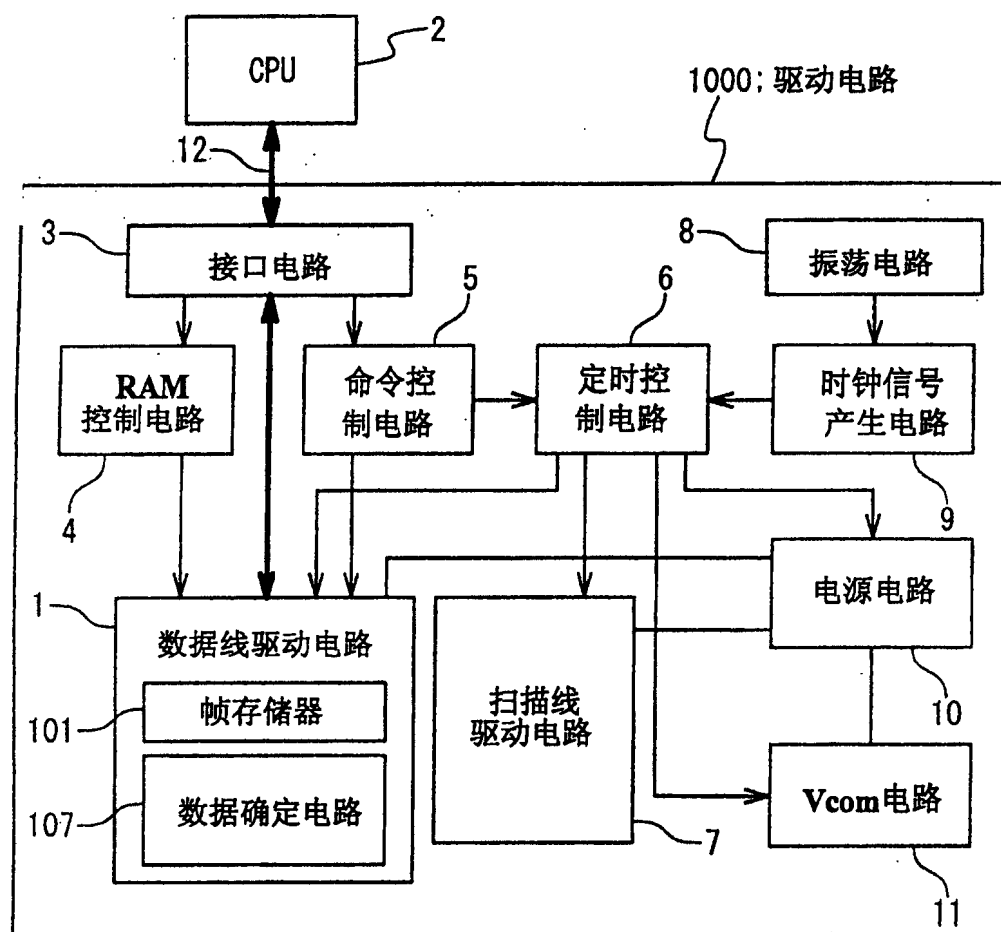 2
CPU
1000; 驱动电路
12
3
接口电路
8
振荡电路
5
6
RAM
控制电路
命令控
制电路
定时控
制电路
时钟信号
产生电路
4
9
1
数据线驱动电路
电源电路
101
帧存储器
扫描线
驱动电路
10
107
数据确定电路
Vcom 电路
7
11